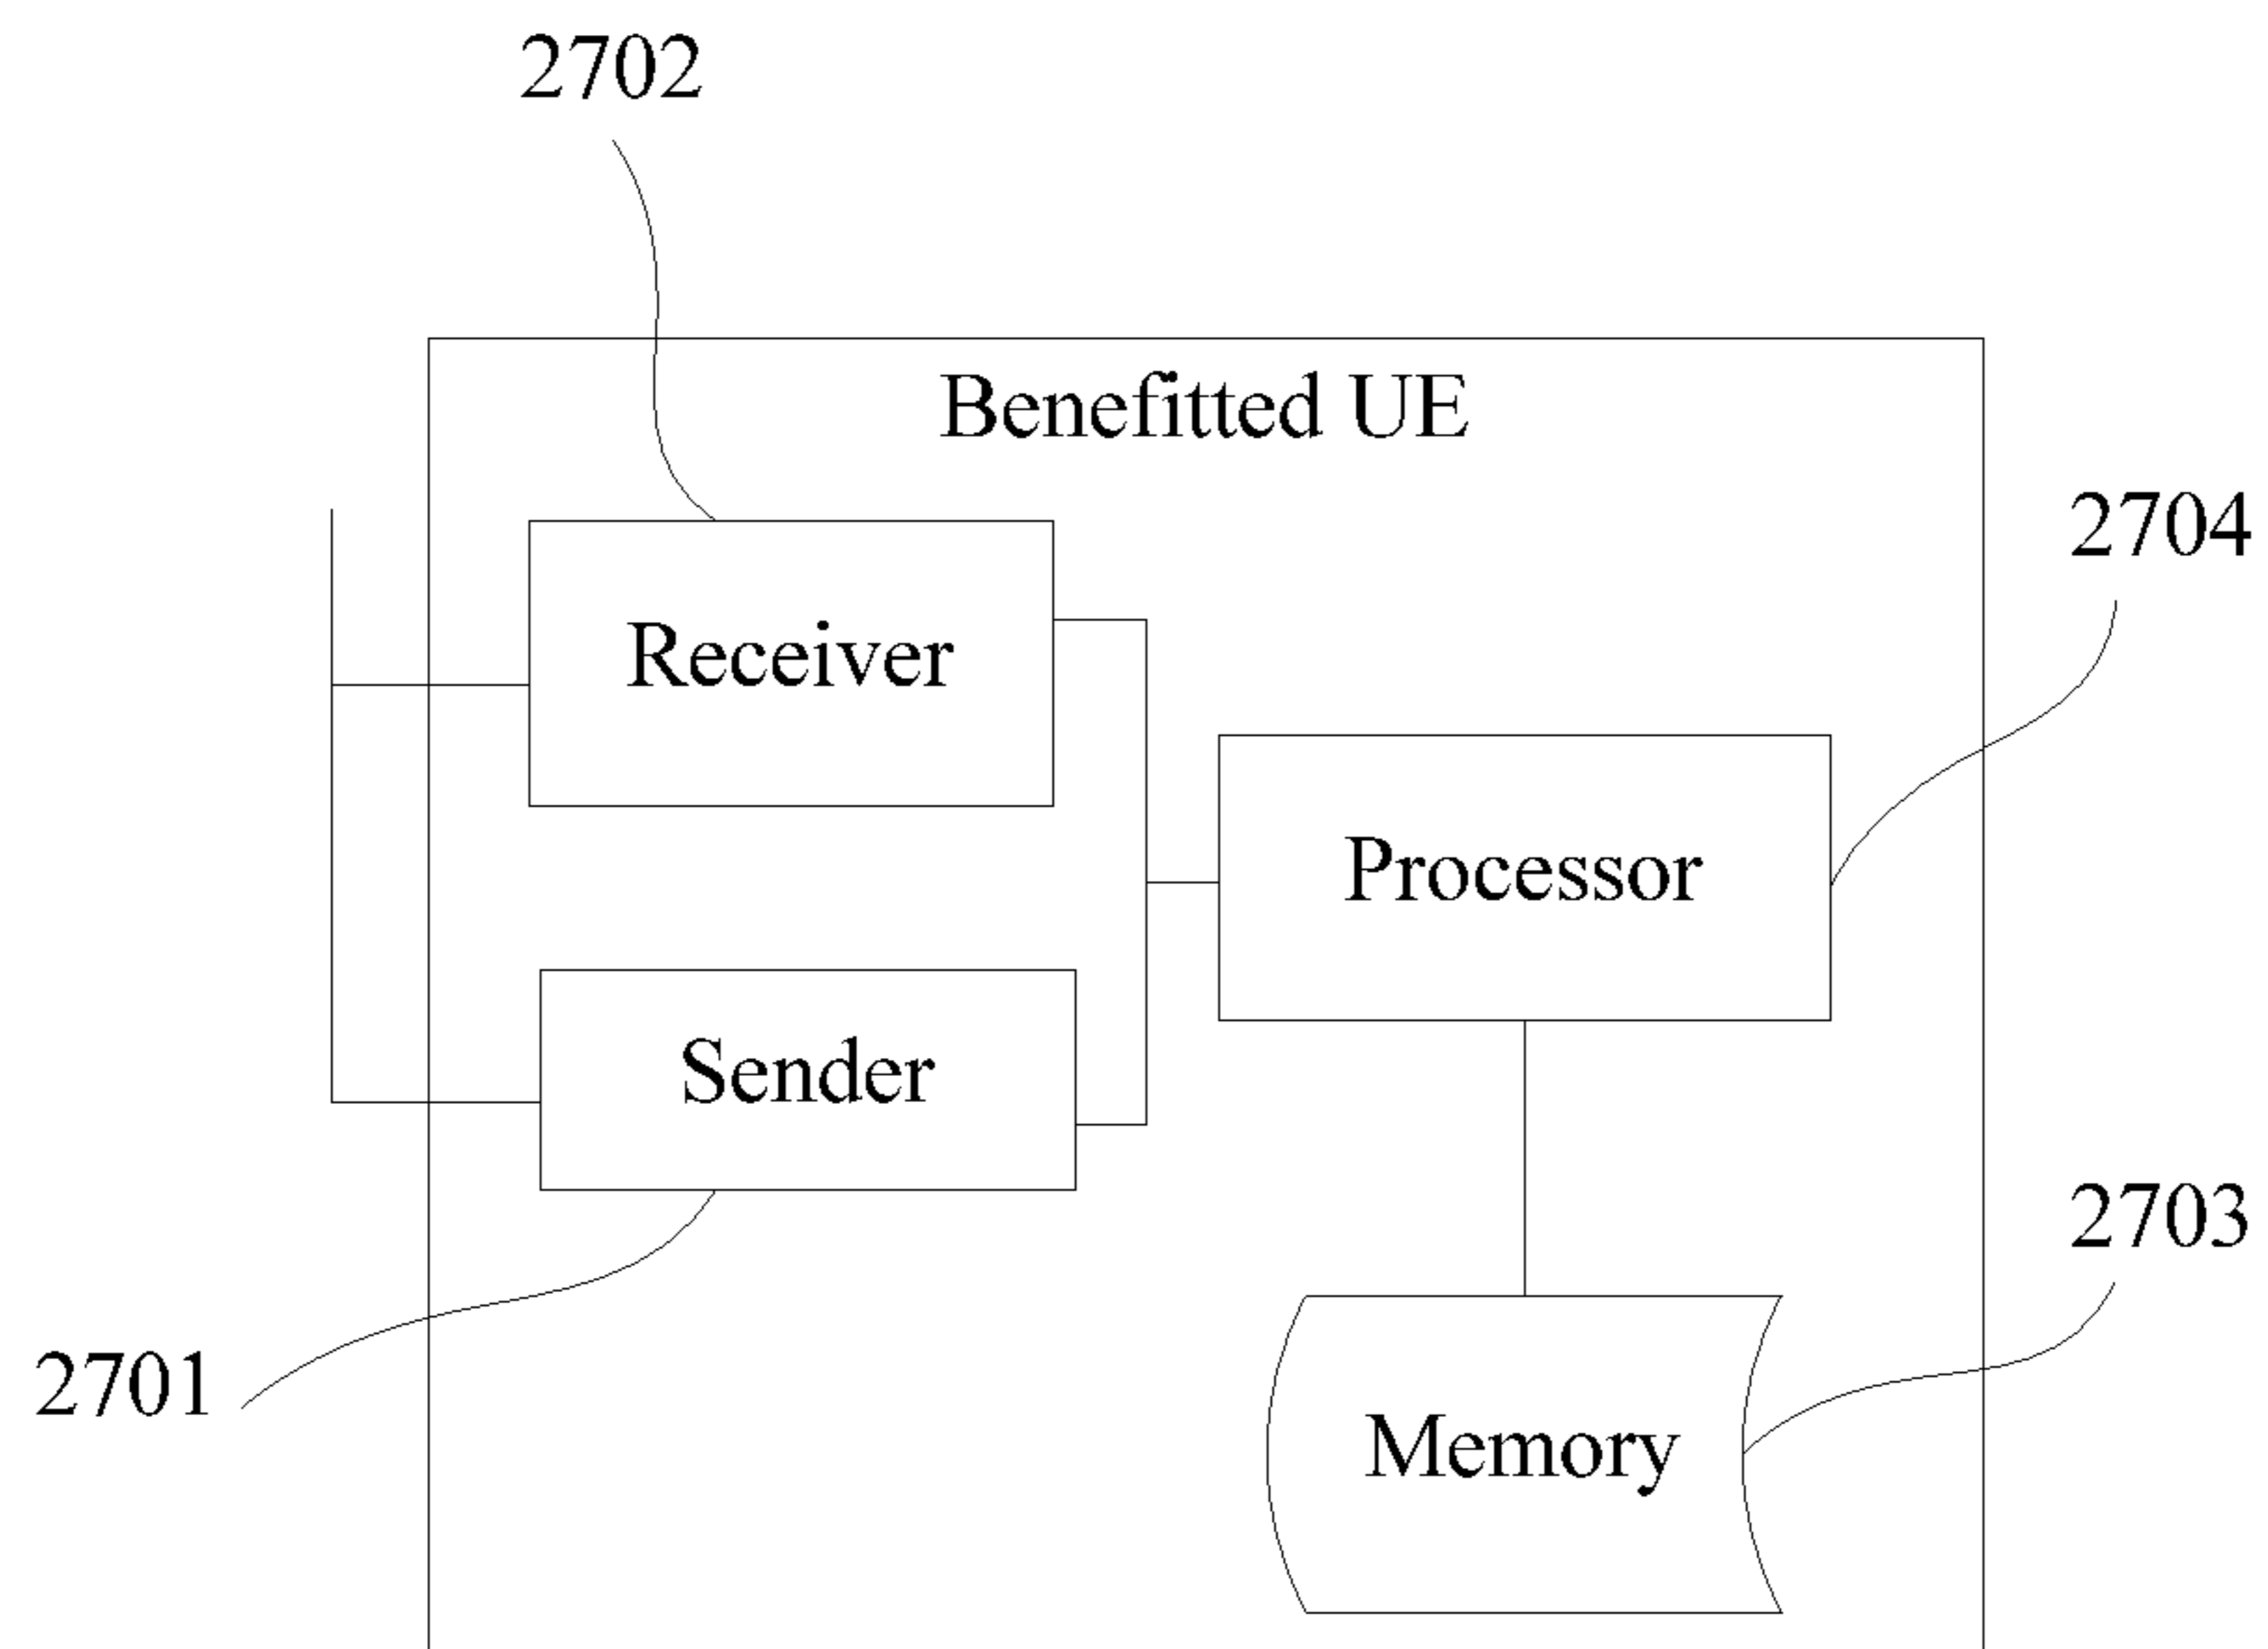 2702
Benefitted UE
2704
Receiver
Processor
Sender
2703
2701
Memory